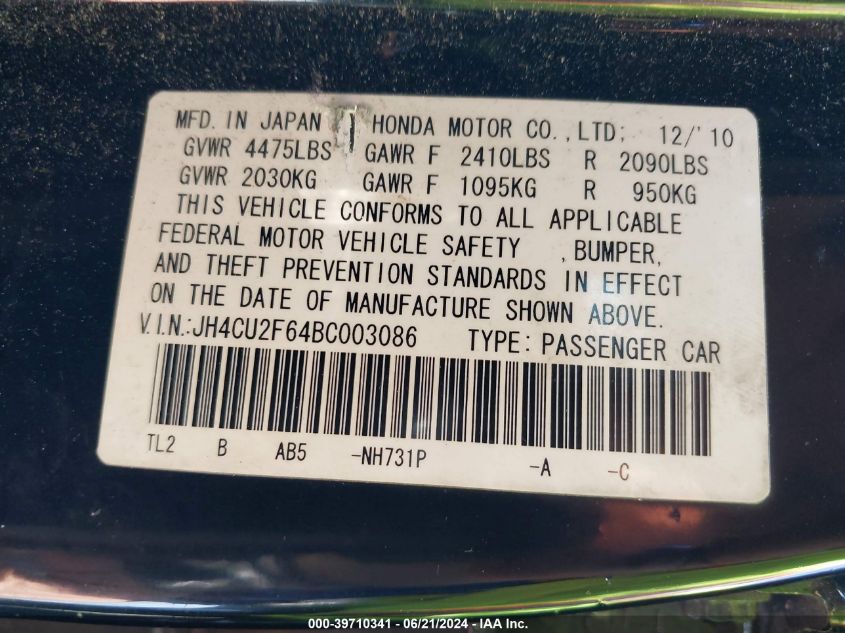 MFD. IN JAPAN HONDA MOTOR CO.,LTD; 12/'10
GVWR 4475LBS GAWR F 2410LBS R 2090LBS
GVWR 2030KG GAWR F 1095KG R 950KG
THIS VEHICLE CONFORMS TO ALL APPLICABLE
FEDERAL MOTOR VEHICLE SAFETY ,BUMPER,
AND THEFT PREVENTION STANDARDS IN EFFECT
ON THE DATE OF MANUFACTURE SHOWN ABOVE.
V.I.N.:JH4CU2F64BC003086 TYPE:PASSENGER CAR
TL2 B AB5 -NH731P -A -C
000-39710341 - 06/21/2024 - IAA Inc.